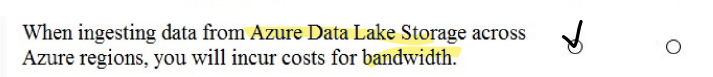 When ingesting data from Azure Data Lake Storage across
Azure regions, you will incur costs for bandwidth.